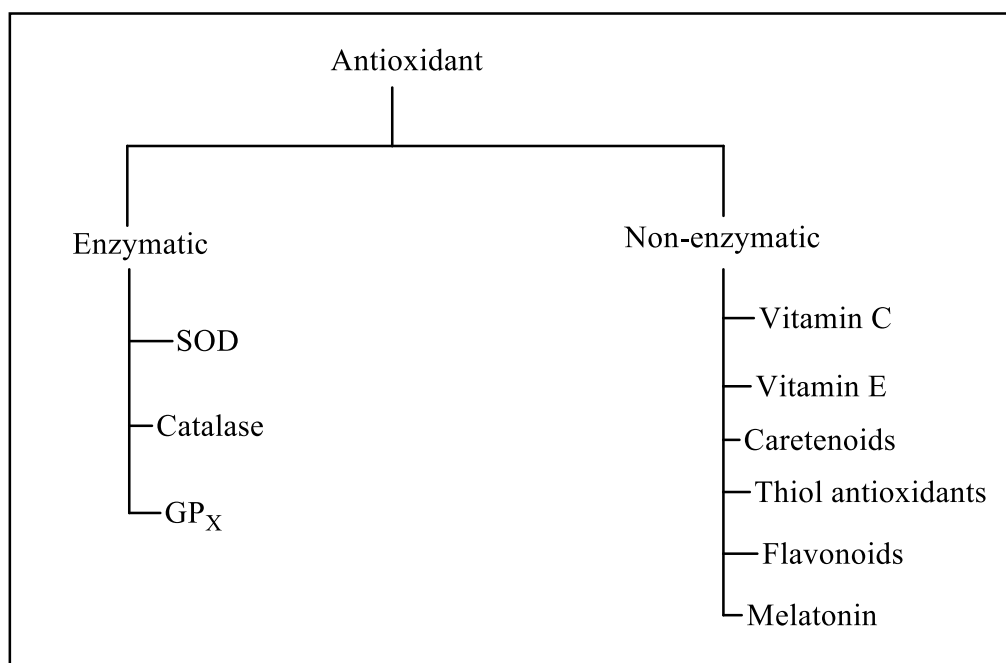 Antioxidant
Enzymatic
SOD
Catalase
GPX
Non-enzymatic
Vitamin C
Vitamin E
Caretenoids
Thiol antioxidants
Flavonoids
Melatonin